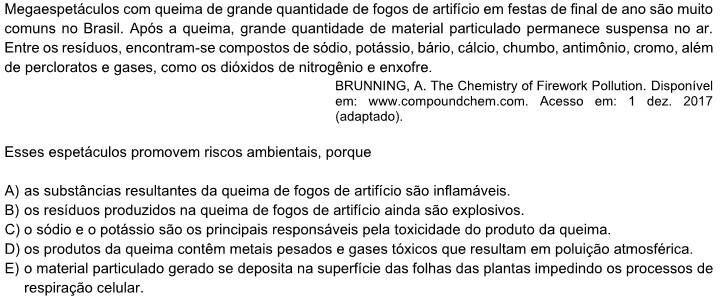 Megaespetáculos com queima de grande quantidade de fogos de artifício em festas de final de ano são muito
comuns no Brasil. Após a queima, grande quantidade de material particulado permanece suspensa no ar.
Entre os resíduos, encontram-se compostos de sódio, potássio, bário, cálcio, chumbo, antimônio, cromo, além
de percloratos e gases, como os dióxidos de nitrogênio e enxofre.
BRUNNING, A. The Chemistry of Firework Pollution. Disponível
em: www.compoundchem.com. Acesso em: 1 dez. 2017
(adaptado).
Esses espetáculos promovem riscos ambientais, porque
A) as substâncias resultantes da queima de fogos de artifício são inflamáveis.
B) os resíduos produzidos na queima de fogos de artifício ainda são explosivos.
C) o sódio e o potássio são os principais responsáveis pela toxicidade do produto da queima.
D) os produtos da queima contêm metais pesados e gases tóxicos que resultam em poluição atmosférica.
E) o material particulado gerado se deposita na superfície das folhas das plantas impedindo os processos de
respiração celular.